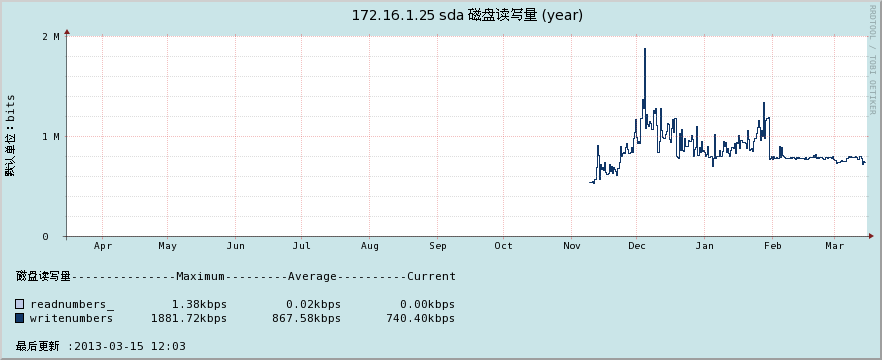 172.16.1.25 sda 磁盘读写量 (year)
RRDTOOL / TOBI OETIKER
默认单位：bits
2 M
1 M
0
Apr May Jun Jul Aug Sep Oct Nov Dec Jan Feb Mar
磁盘读写量---------------Maximum---------Average----------Current
readnumbers_ 1.38kbps 0.02kbps 0.00kbps
writenumbers 1881.72kbps 867.58kbps 740.40kbps
最后更新 :2013-03-15 12:03